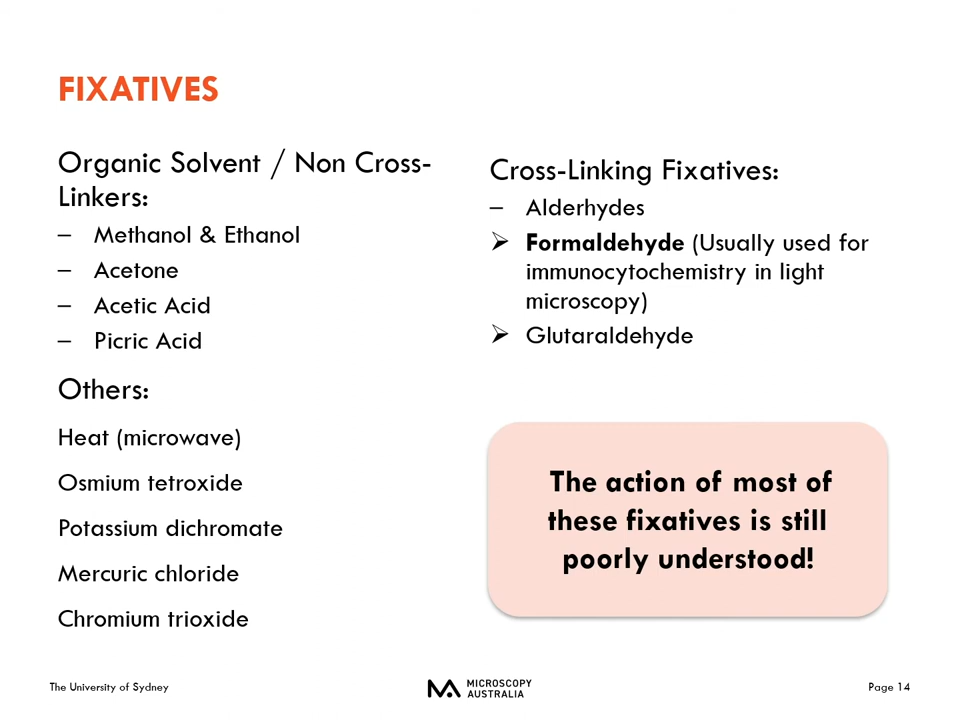 FIXATIVES
Organic Solvent / Non Cross-
Linkers:
– Methanol & Ethanol
– Acetone
– Acetic Acid
– Picric Acid
Others:
Heat (microwave)
Osmium tetroxide
Potassium dichromate
Mercuric chloride
Chromium trioxide
Cross-Linking Fixatives:
– Alderhydes
➢ Formaldehyde (Usually used for
immunocytochemistry in light
microscopy)
➢ Glutaraldehyde
The action of most of
these fixatives is still
poorly understood!
The University of Sydney
MICROSCOPY
AUSTRALIA
Page 14